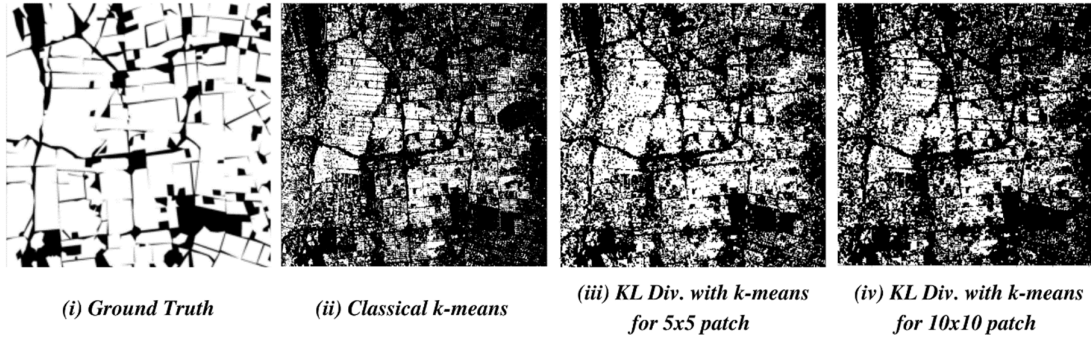 (i) Ground Truth
(ii) Classical k-means
(iii) KL Div. with k-means
for 5x5 patch
(iv) KL Div. with k-means
for 10x10 patch